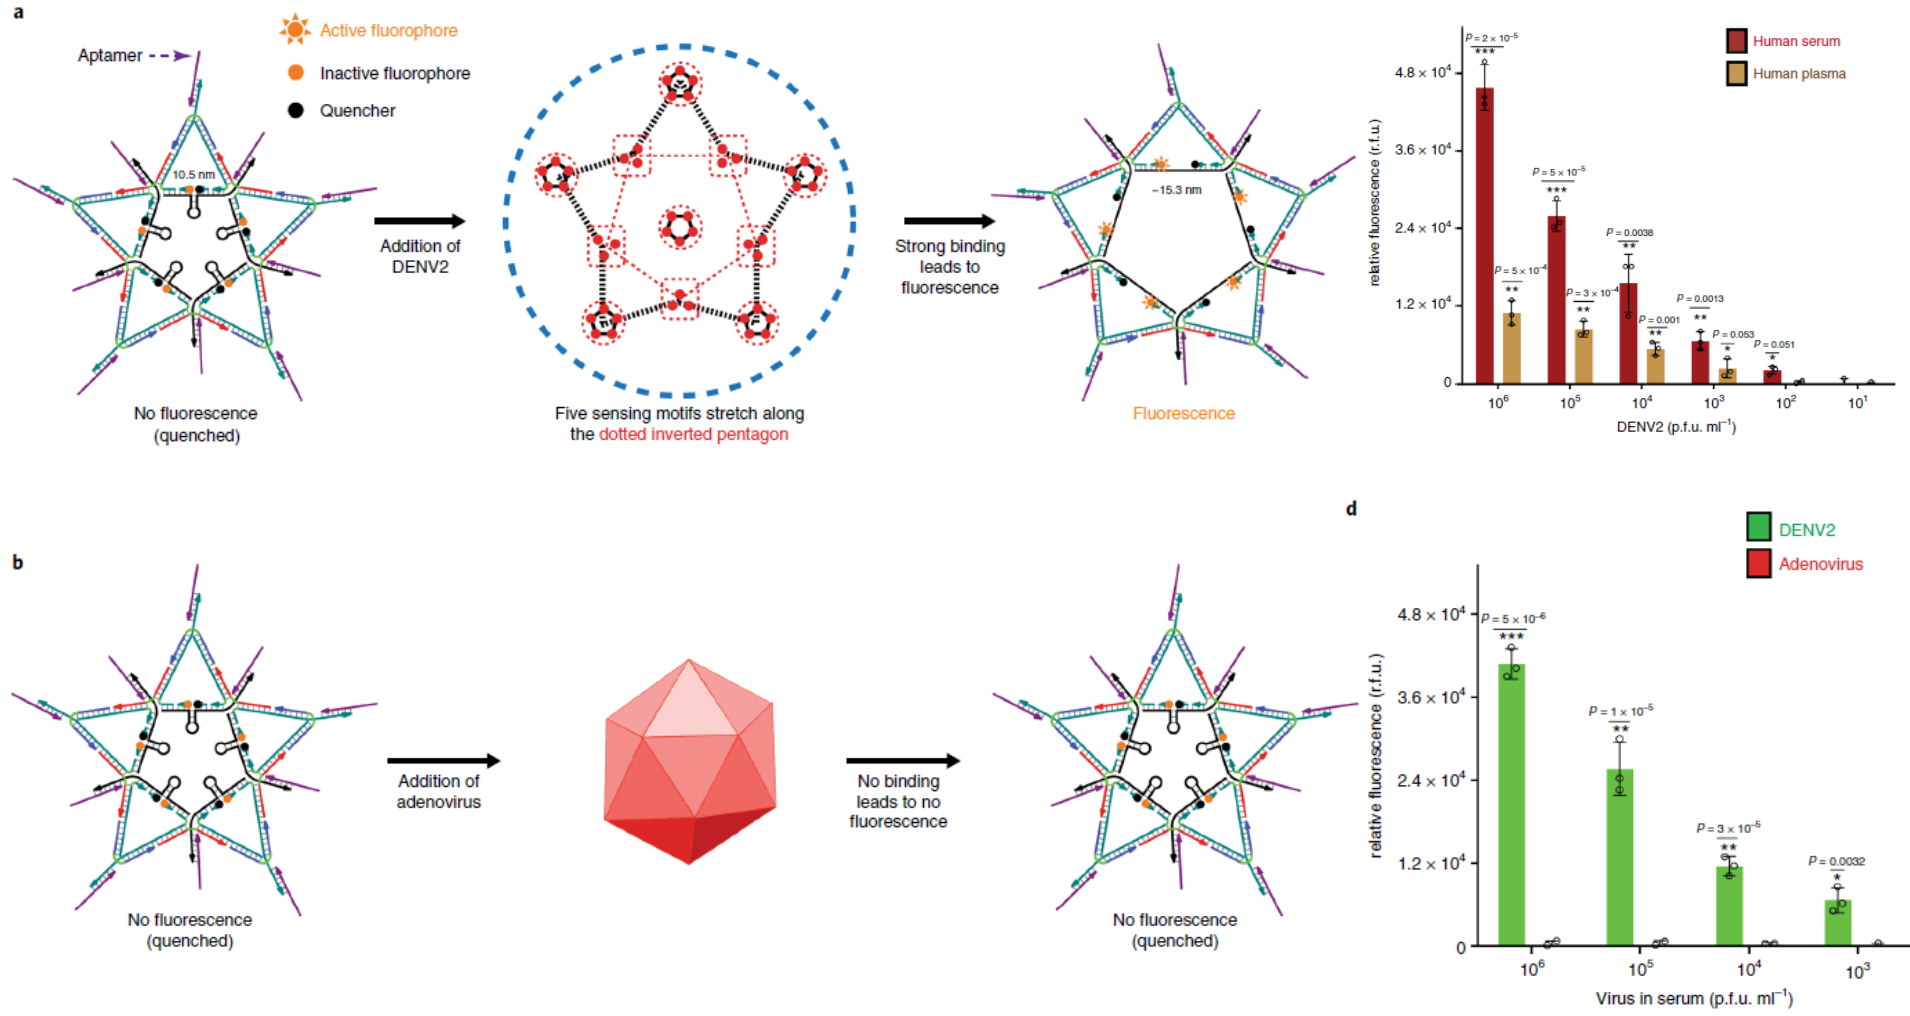 a
Active fluorophore
Aptamer
Inactive fluorophore
Quencher
10.5 nm
No fluorescence
(quenched)
Addition of
DENV2
Five sensing motifs stretch along
the dotted inverted pentagon
Strong binding
leads to
fluorescence
~15.3 nm
Fluorescence
Human serum
Human plasma
relative fluorescence (r.f.u.)
4.8 × 10⁴
3.6 × 10⁴
2.4 × 10⁴
1.2 × 10⁴
0
P = 2 × 10⁻⁵
***
P = 5 × 10⁻⁴
**
P = 5 × 10⁻⁵
***
P = 3 × 10⁻⁴
**
P = 0.0038
**
P = 0.001
**
P = 0.0013
**
P = 0.053
*
P = 0.051
*
10⁶ 10⁵ 10⁴ 10³ 10² 10¹
DENV2 (p.f.u. ml⁻¹)
b
No fluorescence
(quenched)
Addition of
adenovirus
No binding
leads to no
fluorescence
No fluorescence
(quenched)
d
DENV2
Adenovirus
relative fluorescence (r.f.u.)
4.8 × 10⁴
3.6 × 10⁴
2.4 × 10⁴
1.2 × 10⁴
0
P = 5 × 10⁻⁶
***
P = 1 × 10⁻⁵
**
P = 3 × 10⁻⁵
**
P = 0.0032
*
10⁶ 10⁵ 10⁴ 10³
Virus in serum (p.f.u. ml⁻¹)